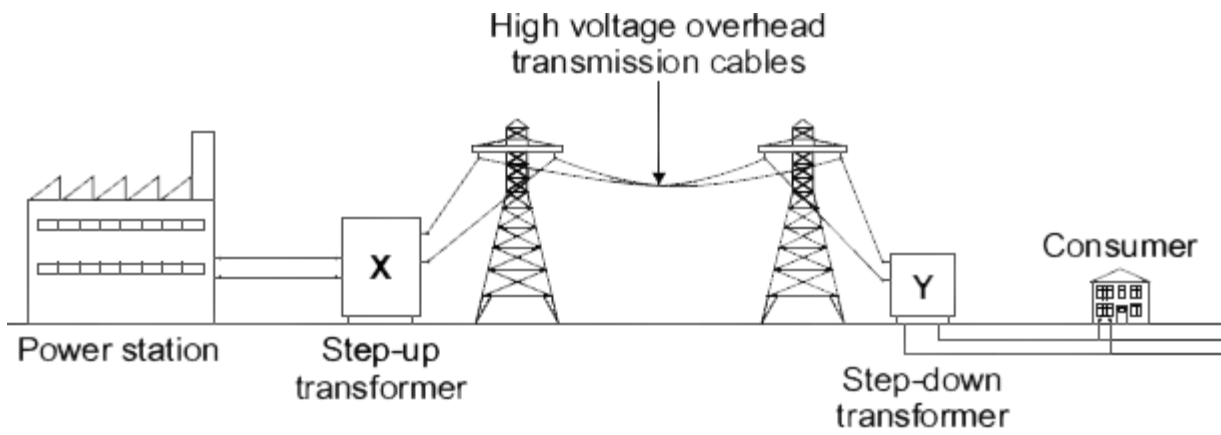 High voltage overhead
transmission cables
X
Y
Consumer
Power station
Step-up
transformer
Step-down
transformer